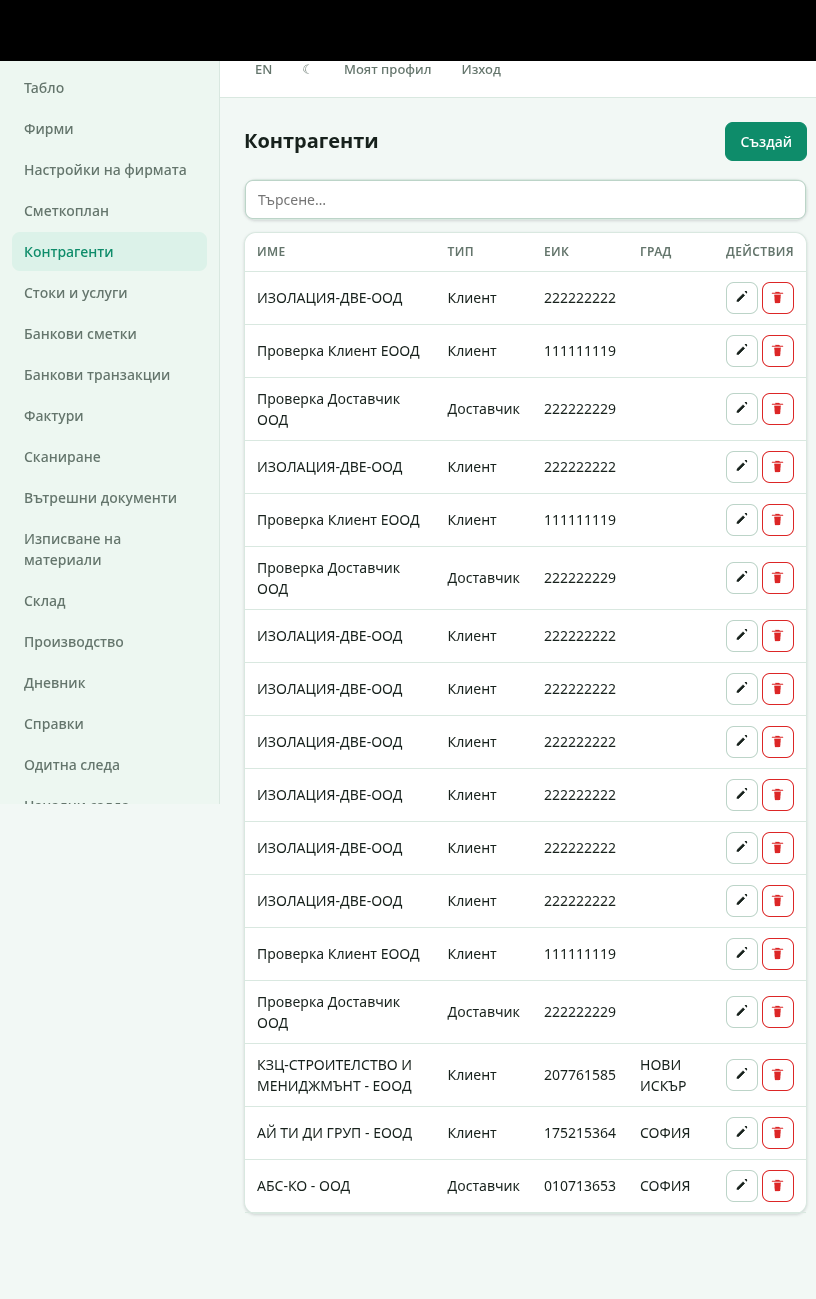 EN ☾ Моят профил Изход
Табло
Фирми
Настройки на фирмата
Сметкоплан
Контрагенти
Стоки и услуги
Банкови сметки
Банкови транзакции
Фактури
Сканиране
Вътрешни документи
Изписване на
материали
Склад
Производство
Дневник
Справки
Одитна следа
Контрагенти
Създай
Търсене...
ИМЕ ТИП ЕИК ГРАД ДЕЙСТВИЯ
ИЗОЛАЦИЯ-ДВЕ-ООД Клиент 222222222
Проверка Клиент ЕООД Клиент 111111119
Проверка Доставчик
ООД Доставчик 222222229
ИЗОЛАЦИЯ-ДВЕ-ООД Клиент 222222222
Проверка Клиент ЕООД Клиент 111111119
Проверка Доставчик
ООД Доставчик 222222229
ИЗОЛАЦИЯ-ДВЕ-ООД Клиент 222222222
ИЗОЛАЦИЯ-ДВЕ-ООД Клиент 222222222
ИЗОЛАЦИЯ-ДВЕ-ООД Клиент 222222222
ИЗОЛАЦИЯ-ДВЕ-ООД Клиент 222222222
ИЗОЛАЦИЯ-ДВЕ-ООД Клиент 222222222
ИЗОЛАЦИЯ-ДВЕ-ООД Клиент 222222222
Проверка Клиент ЕООД Клиент 111111119
Проверка Доставчик
ООД Доставчик 222222229
КЗЦ-СТРОИТЕЛСТВО И
МЕНИДЖМЪНТ - ЕООД Клиент 207761585 НОВИ
ИСКЪР
АЙ ТИ ДИ ГРУП - ЕООД Клиент 175215364 СОФИЯ
АБС-КО - ООД Доставчик 010713653 СОФИЯ